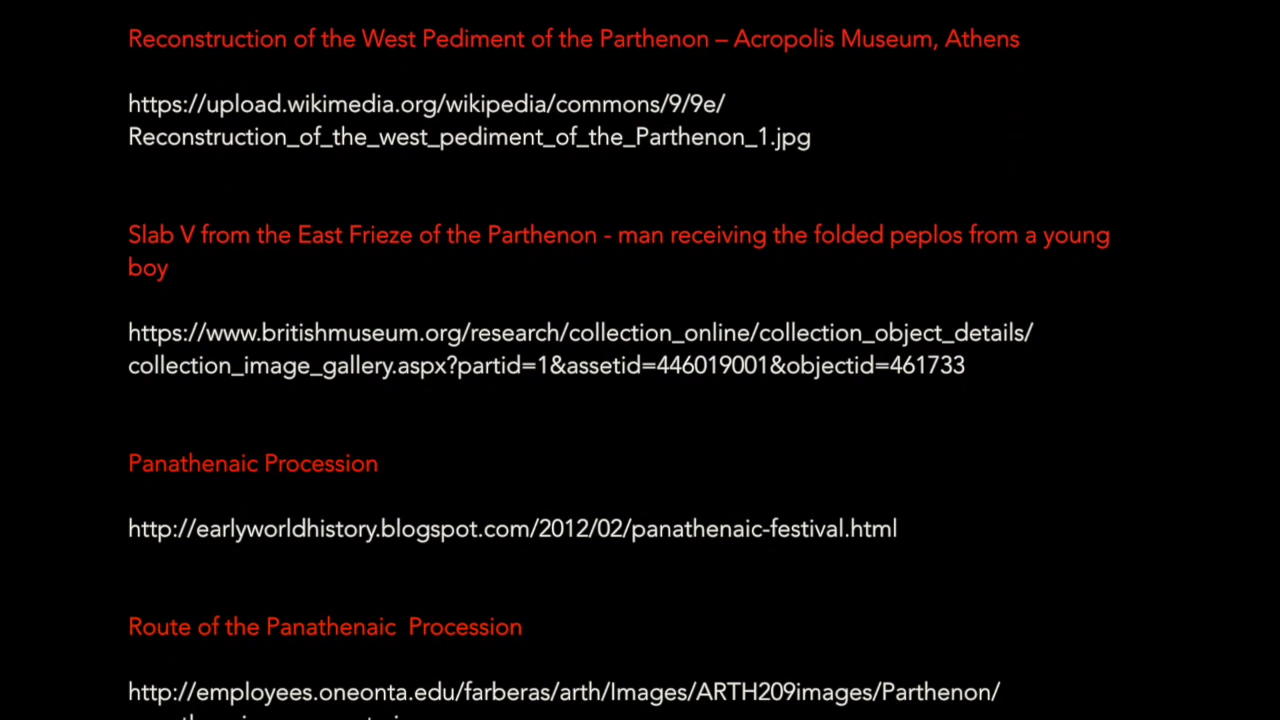 Reconstruction of the West Pediment of the Parthenon – Acropolis Museum, Athens
https://upload.wikimedia.org/wikipedia/commons/9/9e/
Reconstruction_of_the_west_pediment_of_the_Parthenon_1.jpg
Slab V from the East Frieze of the Parthenon - man receiving the folded peplos from a young
boy
https://www.britishmuseum.org/research/collection_online/collection_object_details/
collection_image_gallery.aspx?partid=1&assetid=446019001&objectid=461733
Panathenaic Procession
http://earlyworldhistory.blogspot.com/2012/02/panathenaic-festival.html
Route of the Panathenaic  Procession
http://employees.oneonta.edu/farberas/arth/Images/ARTH209images/Parthenon/